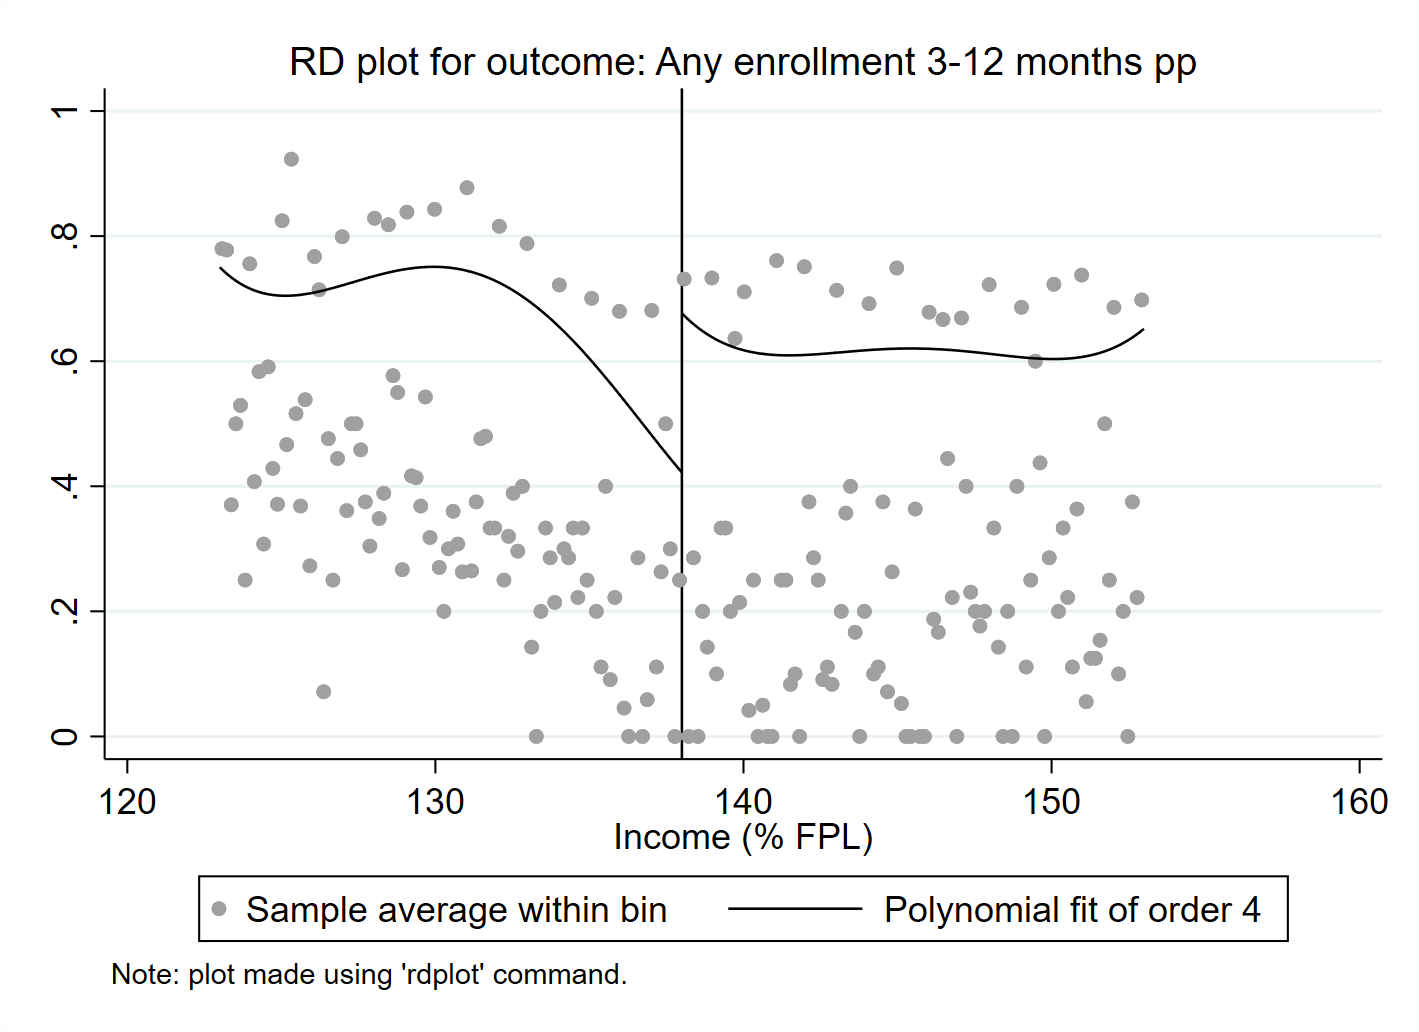 RD plot for outcome: Any enrollment 3-12 months pp
1
.8
.6
.4
.2
0
120 130 140 150 160
Income (% FPL)
Sample average within bin Polynomial fit of order 4
Note: plot made using 'rdplot' command.